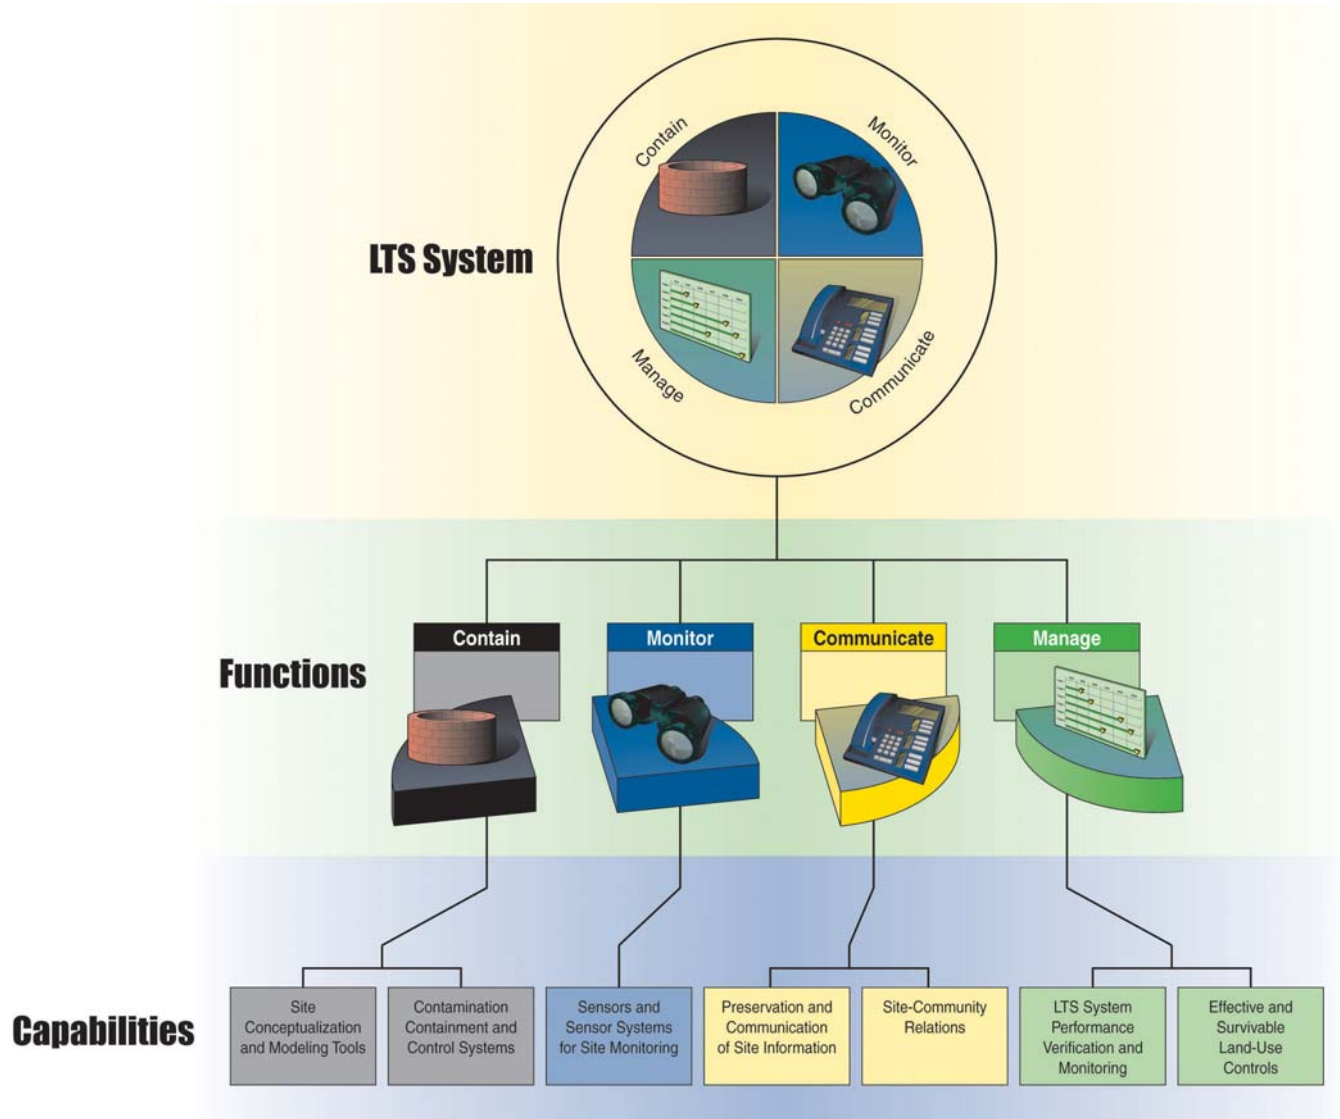 Contain
Monitor
LTS System
Manage
Communicate
Contain
Monitor
Communicate
Manage
Functions
Capabilities
Site
Conceptualization
and Modeling Tools
Contamination
Containment and
Control Systems
Sensors and
Sensor Systems
for Site Monitoring
Preservation and
Communication
of Site Information
Site-Community
Relations
LTS System
Performance
Verification and
Monitoring
Effective and
Survivable
Land-Use
Controls